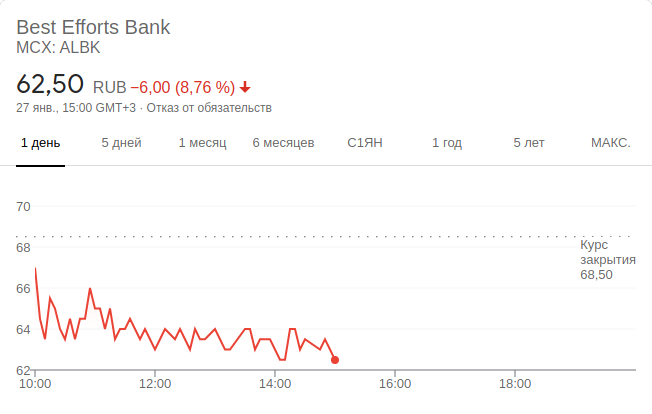 Best Efforts Bank
MCX: ALBK
62,50 RUB −6,00 (8,76 %)
27 янв., 15:00 GMT+3 · Отказ от обязательств
1 день 5 дней 1 месяц 6 месяцев С1ЯН 1 год 5 лет МАКС.
70
Курс
68
закрытия
68,50
66
64
62
10:00 12:00 14:00 16:00 18:00